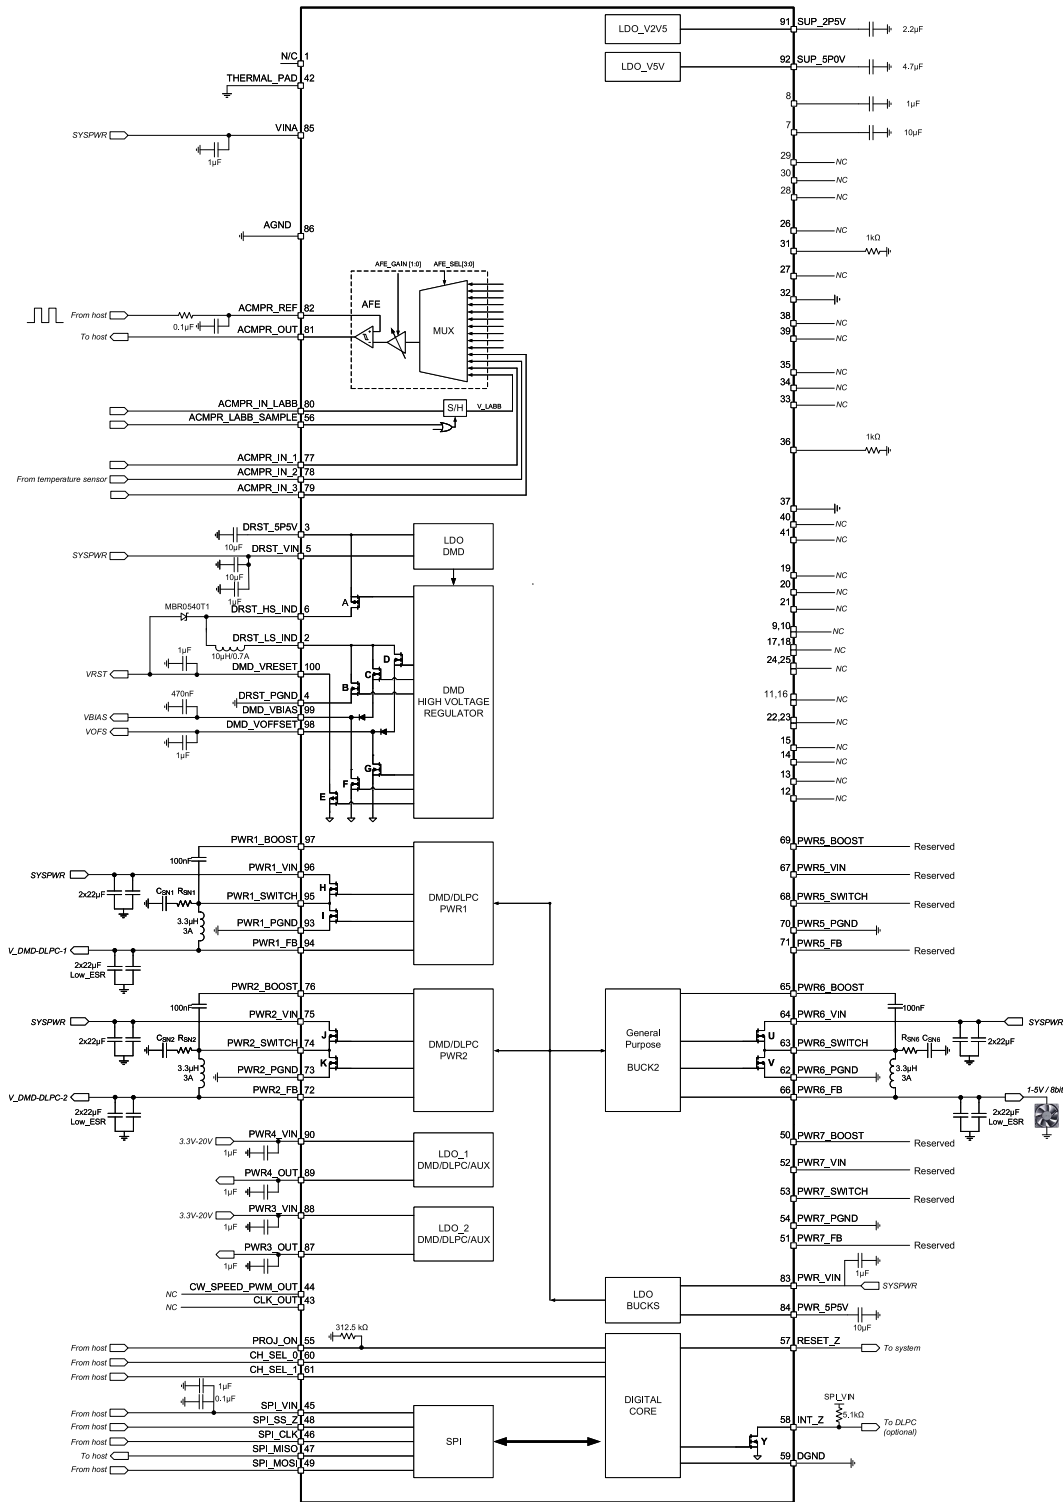 LDO_V2V5
91 SUP_2P5V
2.2µF
LDO_V5V
92 SUP_5P0V
4.7µF
N/C 1
THERMAL_PAD 42
8
1µF
SYSPWR
VINA 85
1µF
7
10µF
29 NC
30 NC
28 NC
AGND 86
26 NC
31
1kΩ
27 NC
32
38 NC
39 NC
35 NC
34 NC
33 NC
36
1kΩ
37
40 NC
41 NC
19 NC
20 NC
21 NC
9,10 NC
17,18 NC
24,25 NC
11,16 NC
22,23 NC
15 NC
14 NC
13 NC
12 NC
AFE_GAIN [1:0]
AFE_SEL[3:0]
AFE
MUX
From host
0.1µF
ACMPR_REF 82
To host
ACMPR_OUT 81
ACMPR_IN_LABB 80
S/H
V_LABB
ACMPR_LABB_SAMPLE 56
ACMPR_IN_1 77
From temperature sensor
ACMPR_IN_2 78
ACMPR_IN_3 79
DRST_5P5V 3
10µF
LDO
DMD
SYSPWR
DRST_VIN 5
10µF
1µF
A
MBR0540T1
DRST_HS_IND 6
DRST_LS_IND 2
10µH/0.7A
1µF
VRST
DMD_VRESET 100
D
C
B
DMD
HIGH VOLTAGE
REGULATOR
470nF
DRST_PGND 4
VBIAS
DMD_VBIAS 99
VOFS
DMD_VOFFSET 98
1µF
G
F
E
PWR1_BOOST 97
100nF
SYSPWR
PWR1_VIN 96
2x22µF
CSN1
RSN1
PWR1_SWITCH 95
H
I
DMD/DLPC
PWR1
3.3µH
3A
PWR1_PGND 93
V_DMD-DLPC-1
PWR1_FB 94
2x22µF
Low_ESR
69 PWR5_BOOST
Reserved
67 PWR5_VIN
Reserved
68 PWR5_SWITCH
Reserved
70 PWR5_PGND
71 PWR5_FB
Reserved
PWR2_BOOST 76
100nF
SYSPWR
PWR2_VIN 75
2x22µF
CSN2
RSN2
PWR2_SWITCH 74
J
K
DMD/DLPC
PWR2
3.3µH
3A
PWR2_PGND 73
V_DMD-DLPC-2
PWR2_FB 72
2x22µF
Low_ESR
General
Purpose
BUCK2
U
V
65 PWR6_BOOST
100nF
64 PWR6_VIN
SYSPWR
63 PWR6_SWITCH
RSN6
CSN6
2x22µF
62 PWR6_PGND
3.3µH
3A
66 PWR6_FB
1-5V / 8bit
2x22µF
Low_ESR
3.3V-20V
PWR4_VIN 90
1µF
LDO_1
DMD/DLPC/AUX
PWR4_OUT 89
1µF
3.3V-20V
PWR3_VIN 88
1µF
LDO_2
DMD/DLPC/AUX
PWR3_OUT 87
1µF
50 PWR7_BOOST
Reserved
52 PWR7_VIN
Reserved
53 PWR7_SWITCH
Reserved
54 PWR7_PGND
51 PWR7_FB
Reserved
1µF
NC
CW_SPEED_PWM_OUT 44
NC
CLK_OUT 43
LDO
BUCKS
83 PWR_VIN
SYSPWR
84 PWR_5P5V
10µF
312.5 kΩ
From host
PROJ_ON 55
From host
CH_SEL_0 60
From host
CH_SEL_1 61
57 RESET_Z
To system
DIGITAL
CORE
1µF
0.1µF
From host
SPI_VIN 45
From host
SPI_SS_Z 48
From host
SPI_CLK 46
To host
SPI_MISO 47
From host
SPI_MOSI 49
SPI
SPI_VIN
5.1kΩ
58 INT_Z
To DLPC
(optional)
Y
59 DGND